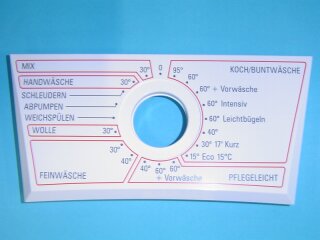 MIX
30°
0
95°
KOCH/BUNTWÄSCHE
HANDWÄSCHE
30°
60°
SCHLEUDERN
60° + Vorwäsche
ABPUMPEN
60° Intensiv
WEICHSPÜLEN
60° Leichtbügeln
WOLLE
30°
40°
30° 17' Kurz
30°
15° Eco 15°C
40°
40°
60°
60°
+ Vorwäsche
FEINWÄSCHE
PFLEGELEICHT